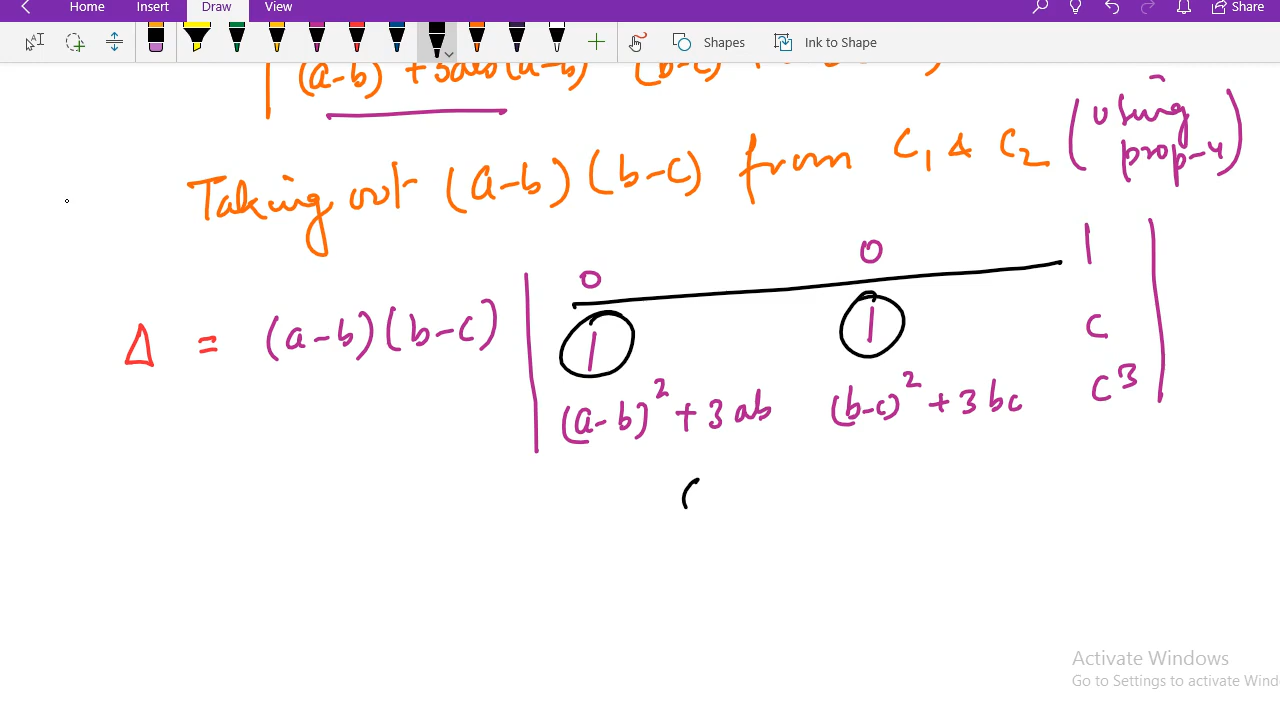 Home Insert Draw View Share
Shapes Ink to Shape
(a-b)
Taking out (a-b) (b-c) from C₁ & C₂ (using prop-4)
0 0 1
Δ = (a-b) (b-c) 1 1 c
(a-b)² + 3ab (b-c)² + 3bc c³
(
Activate Windows
Go to Settings to activate Wind